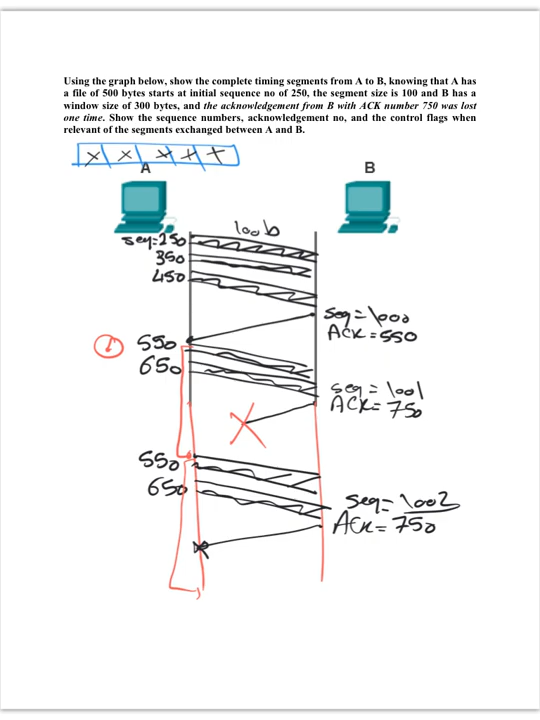 Using the graph below, show the complete timing segments from A to B, knowing that A has
a file of 500 bytes starts at initial sequence no of 250, the segment size is 100 and B has a
window size of 300 bytes, and the acknowledgement from B with ACK number 750 was lost
one time. Show the sequence numbers, acknowledgement no, and the control flags when
relevant of the segments exchanged between A and B.
x x x x x
A
B
100b
seq=250
350
450
seq=1000
ACK=550
1 550
650
seq=1001
ACK=750
X
550
650
seq=1002
ACK=750